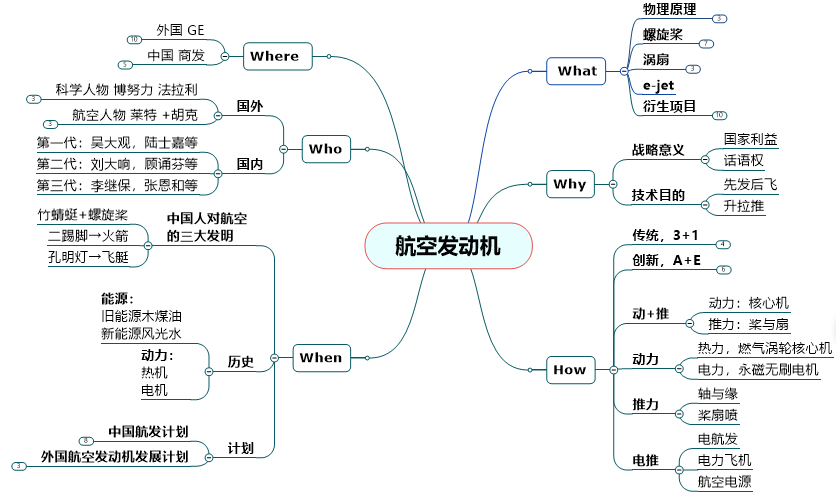 航空发动机
What
物理原理
3
螺旋桨
7
涡扇
3
e-jet
衍生项目
10
Why
战略意义
国家利益
话语权
技术目的
先发后飞
升拉推
How
传统，3+1
4
创新，A+E
6
动+推
动力：核心机
推力：桨与扇
动力
热力，燃气涡轮核心机
电力，永磁无刷电机
推力
轴与缘
桨扇喷
电推
电航发
电力飞机
航空电源
Where
外国 GE
10
中国 商发
5
Who
国外
科学人物 博努力 法拉利
3
航空人物 莱特 +胡克
3
国内
第一代：吴大观，陆士嘉等
第二代：刘大响，顾诵芬等
第三代：李继保，张恩和等
When
中国人对航空
的三大发明
竹蜻蜓+螺旋桨
二踢脚→火箭
孔明灯→飞艇
历史
能源：
旧能源木煤油
新能源风光水
动力：
热机
电机
计划
中国航发计划
8
外国航空发动机发展计划
3